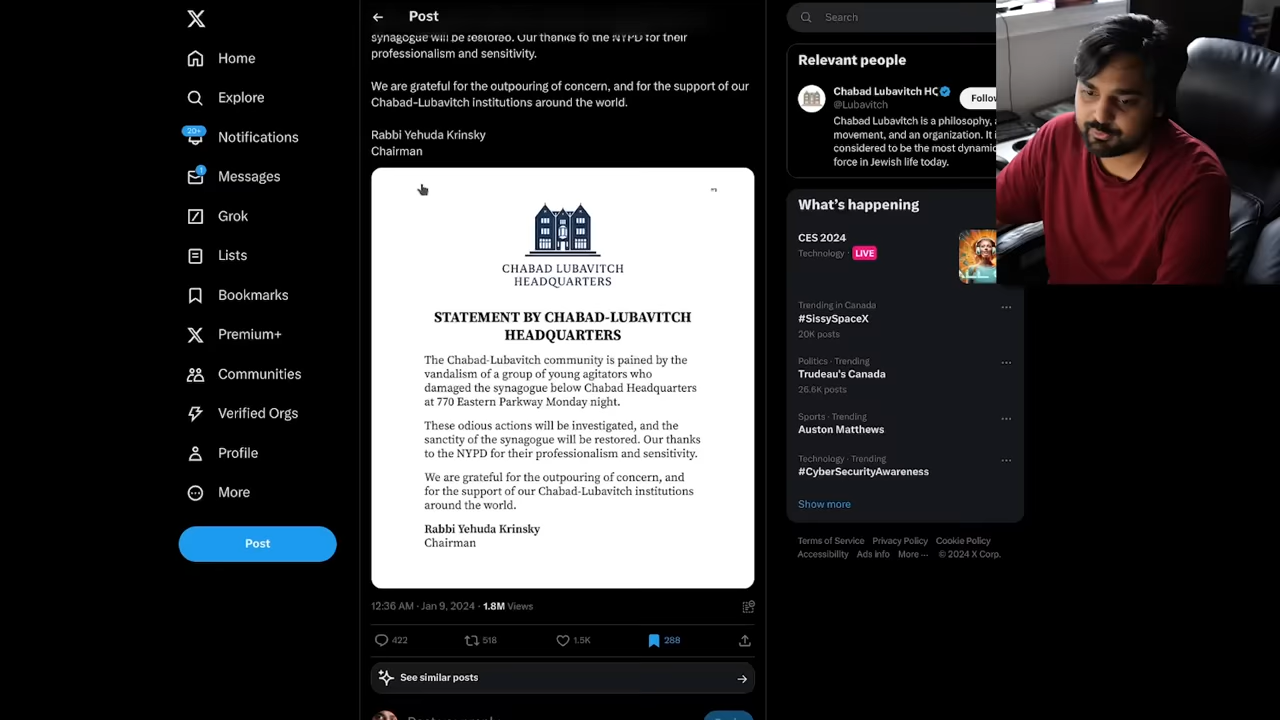 Post
synagogue will be restored. Our thanks to the NYPD for their
professionalism and sensitivity.
We are grateful for the outpouring of concern, and for the support of our
Chabad-Lubavitch institutions around the world.
Rabbi Yehuda Krinsky
Chairman
CHABAD LUBAVITCH
HEADQUARTERS
STATEMENT BY CHABAD-LUBAVITCH
HEADQUARTERS
The Chabad-Lubavitch community is pained by the
vandalism of a group of young agitators who
damaged the synagogue below Chabad Headquarters
at 770 Eastern Parkway Monday night.
These odious actions will be investigated, and the
sanctity of the synagogue will be restored. Our thanks
to the NYPD for their professionalism and sensitivity.
We are grateful for the outpouring of concern, and
for the support of our Chabad-Lubavitch institutions
around the world.
Rabbi Yehuda Krinsky
Chairman
12:36 AM · Jan 9, 2024 · 1.8M Views
422 518 1.5K 288
See similar posts
Home
Explore
20+
Notifications
1
Messages
Grok
Lists
Bookmarks
Premium+
Communities
Verified Orgs
Profile
More
Post
Search
Relevant people
Chabad Lubavitch HQ
@Lubavitch
Follow
Chabad Lubavitch is a philosophy, a
movement, and an organization. It i
considered to be the most dynamic
force in Jewish life today.
What's happening
CES 2024
Technology · LIVE
Trending in Canada
#SissySpaceX
20K posts
Politics · Trending
Trudeau's Canada
26.6K posts
Sports · Trending
Auston Matthews
Technology · Trending
#CyberSecurityAwareness
Show more
Terms of Service Privacy Policy Cookie Policy
Accessibility Ads info More ··· © 2024 X Corp.